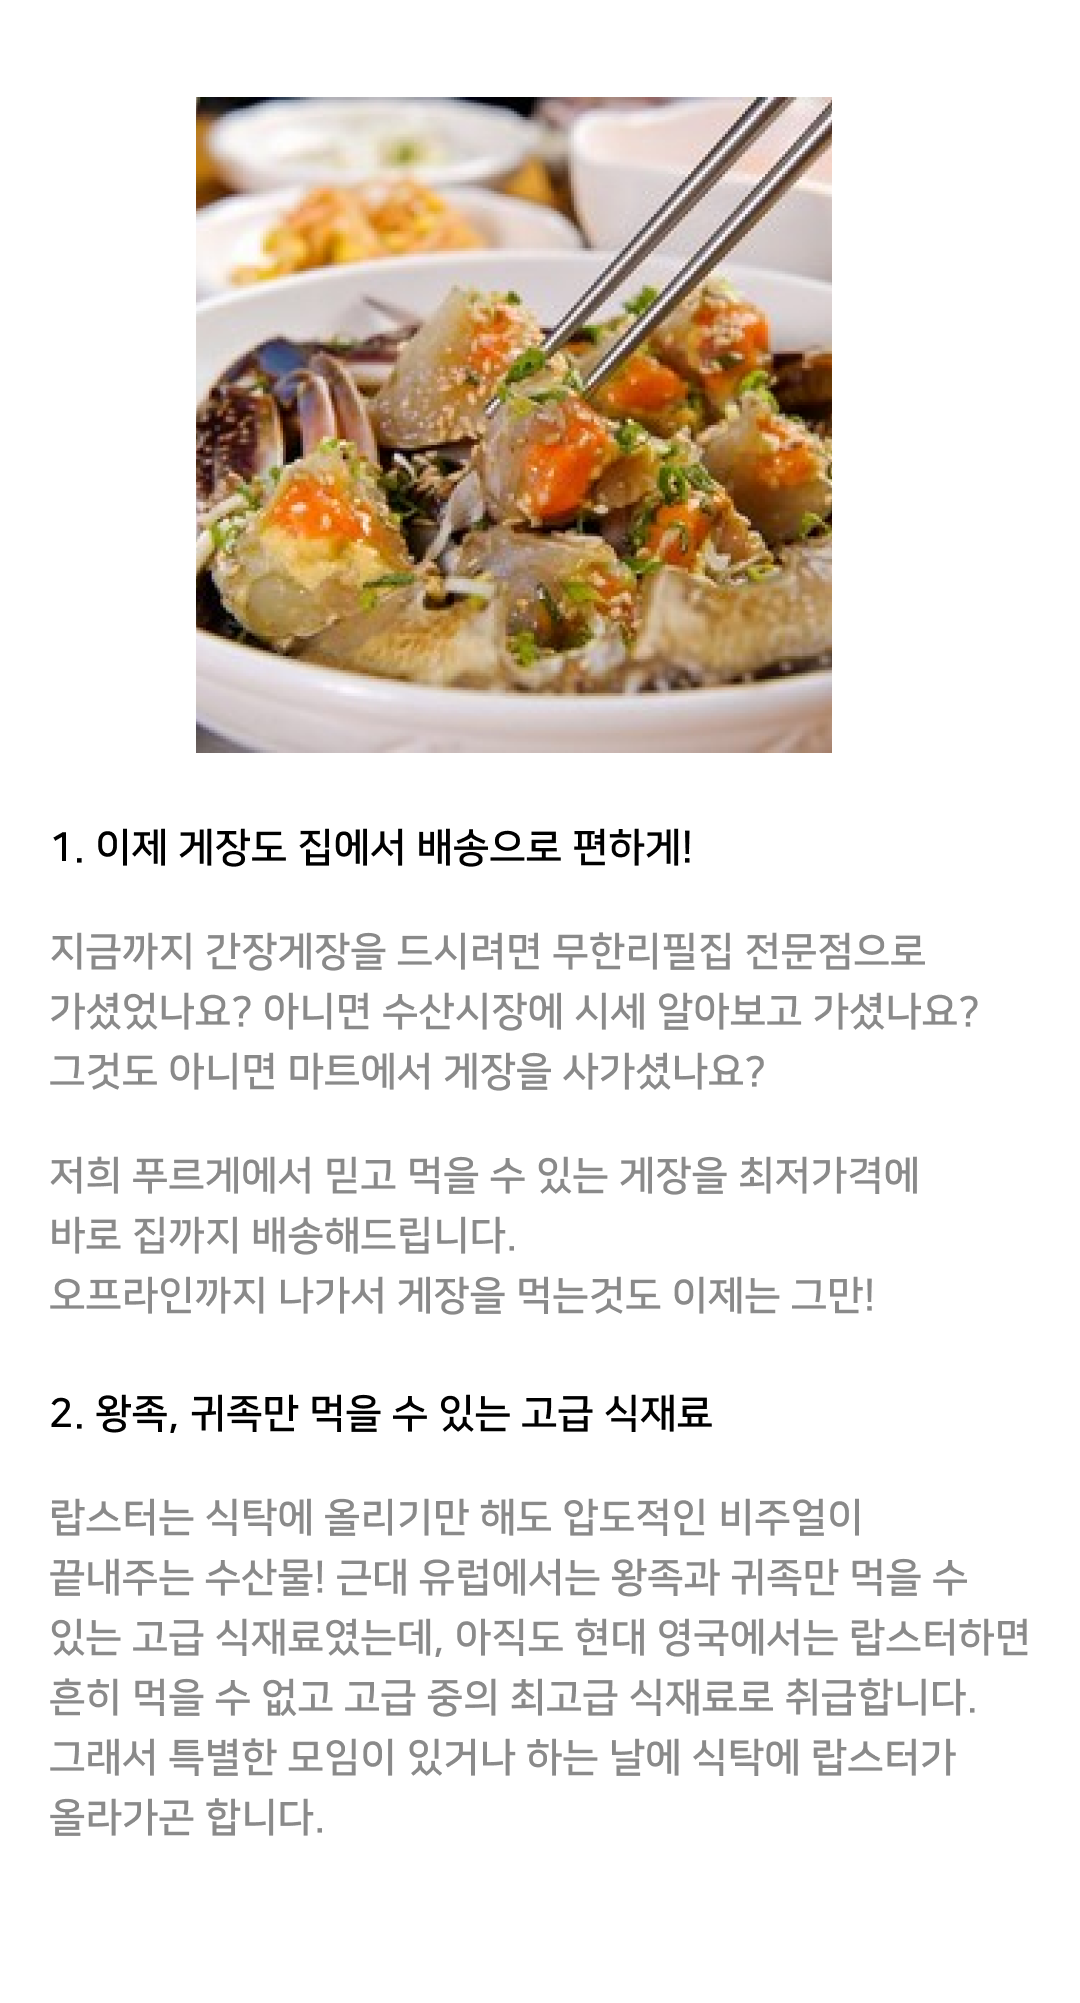 1. 이제 게장도 집에서 배송으로 편하게!
지금까지 간장게장을 드시려면 무한리필집 전문점으로
가셨었나요? 아니면 수산시장에 시세 알아보고 가셨나요?
그것도 아니면 마트에서 게장을 사가셨나요?
저희 푸르게에서 믿고 먹을 수 있는 게장을 최저가격에
바로 집까지 배송해드립니다.
오프라인까지 나가서 게장을 먹는것도 이제는 그만!
2. 왕족, 귀족만 먹을 수 있는 고급 식재료
랍스터는 식탁에 올리기만 해도 압도적인 비주얼이
끝내주는 수산물! 근대 유럽에서는 왕족과 귀족만 먹을 수
있는 고급 식재료였는데, 아직도 현대 영국에서는 랍스터하면
흔히 먹을 수 없고 고급 중의 최고급 식재료로 취급합니다.
그래서 특별한 모임이 있거나 하는 날에 식탁에 랍스터가
올라가곤 합니다.